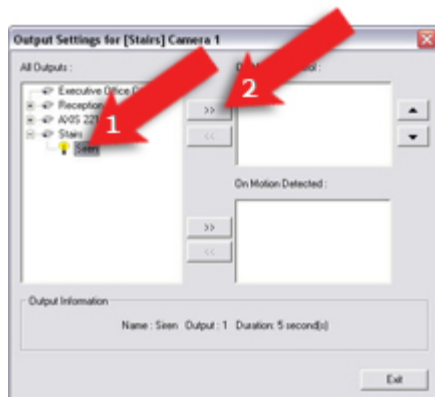 Output Settings for [Stairs] Camera 1
All Outputs :
Executive Office
Reception
AXIS 221
Stairs
Siren
1
2
>>
<<
On Motion Detected :
>>
<<
Output Information
Name : Siren Output : 1 Duration: 5 second(s)
Exit